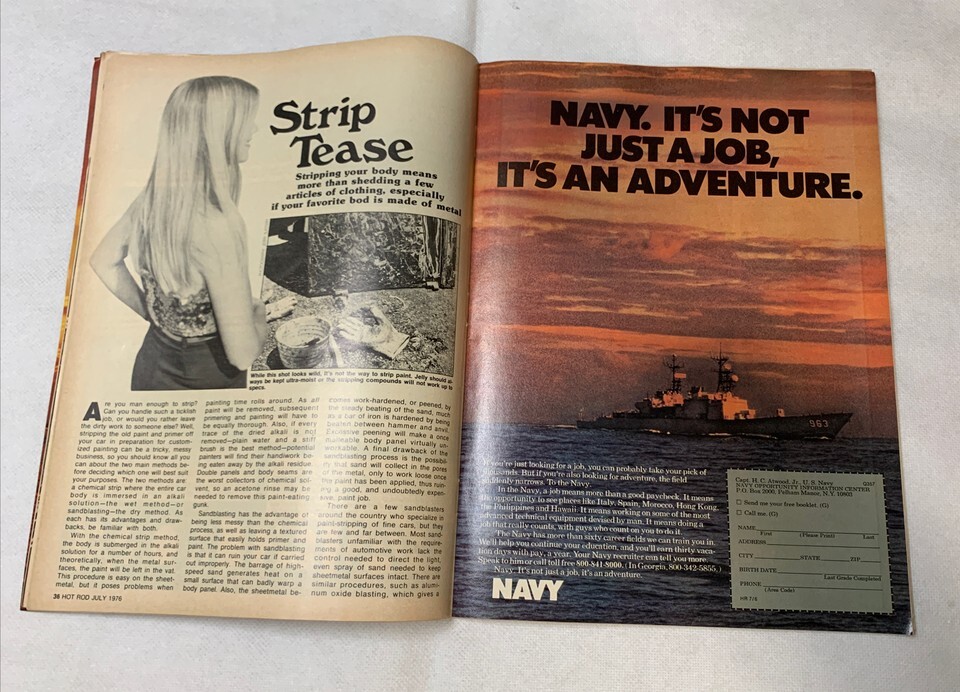 Strip
Tease
Stripping your body means
more than shedding a few
articles of clothing, especially
if your favorite bod is made of metal
While this shot looks wild, it's not the way to strip paint. Jelly should al-
ways be kept ultra-moist or the stripping compounds will not work up to
specs.
Are you man enough to strip?
Can you handle such a ticklish
job, or would you rather leave
the dirty work to someone else? Well,
stripping the old paint and primer off
your car in preparation for custom-
ized painting can be a tricky, messy
business, so you should know all you
can about the two main methods be-
fore deciding which one will best suit
your purposes. The two methods are
a chemical strip where the entire car
body is immersed in an alkali
solution—the wet method—or
sandblasting—the dry method. As
each has its advantages and draw-
backs, be familiar with both.
With the chemical strip method,
the body is submerged in the alkali
solution for a number of hours, and
theoretically, when the metal sur-
faces, the paint will be left in the vat.
This procedure is easy on the sheet-
metal, but it poses problems when
painting time rolls around. As all
paint will be removed, subsequent
primering and painting will have to
be equally thorough. Also, if every
trace of the dried alkali is not
removed—plain water and a stiff
brush is the best method—potential
painters will find their handiwork be-
ing eaten away by the alkali residue.
Double panels and body seams are
the worst collectors of chemical sol-
vent, so an acetone rinse may be
needed to remove this paint-eating
gunk.
Sandblasting has the advantage of
being less messy than the chemical
process, as well as leaving a textured
surface that easily holds primer and
paint. The problem with sandblasting
is that it can ruin your car if carried
out improperly. The barrage of high-
speed sand generates heat on a
small surface that can badly warp a
body panel. Also, the sheetmetal be-
comes work-hardened, or peened, by
the steady beating of the sand, much
as a bar of iron is hardened by being
beaten between hammer and anvil.
Excessive peening will make a once
malleable body panel virtually un-
workable. A final drawback of the
sandblasting process is the possibil-
ity that sand will collect in the pores
of the metal, only to work loose once
the paint has been applied, thus ruin-
ing a good, and undoubtedly expen-
sive, paint job.
There are a few sandblasters
around the country who specialize in
paint-stripping of fine cars, but they
are few and far between. Most sand-
blasters unfamiliar with the require-
ments of automotive work lack the
control needed to direct the light,
even spray of sand needed to keep
sheetmetal surfaces intact. There are
similar procedures, such as alumi-
num oxide blasting, which gives a
36 HOT ROD JULY 1976
NAVY. IT'S NOT
JUST A JOB,
IT'S AN ADVENTURE.
963
If you're just looking for a job, you can probably take your pick of
thousands. But if you're also looking for adventure, the field
suddenly narrows. To the Navy.
In the Navy, a job means more than a good paycheck. It means
the opportunity to see places like Italy, Spain, Morocco, Hong Kong,
the Philippines and Hawaii. It means working on some of the most
advanced technical equipment devised by man. It means doing a
job that really counts, with guys who count on you to do it.
The Navy has more than sixty career fields we can train you in.
We'll help you continue your education, and you'll earn thirty vaca-
tion days with pay, a year. Your Navy recruiter can tell you more.
Speak to him or call toll free 800-841-8000. (In Georgia, 800-342-5855.)
Navy. It's not just a job, it's an adventure.
NAVY
Capt. H. C. Atwood, Jr., U. S. Navy
NAVY OPPORTUNITY INFORMATION CENTER
P.O. Box 2000, Pelham Manor, N.Y. 10803
Send me your free booklet. (G)
Call me. (G)
NAME
First (Please Print) Last
ADDRESS
CITY STATE ZIP
BIRTH DATE
Last Grade Completed
PHONE
(Area Code)
HR 7/6